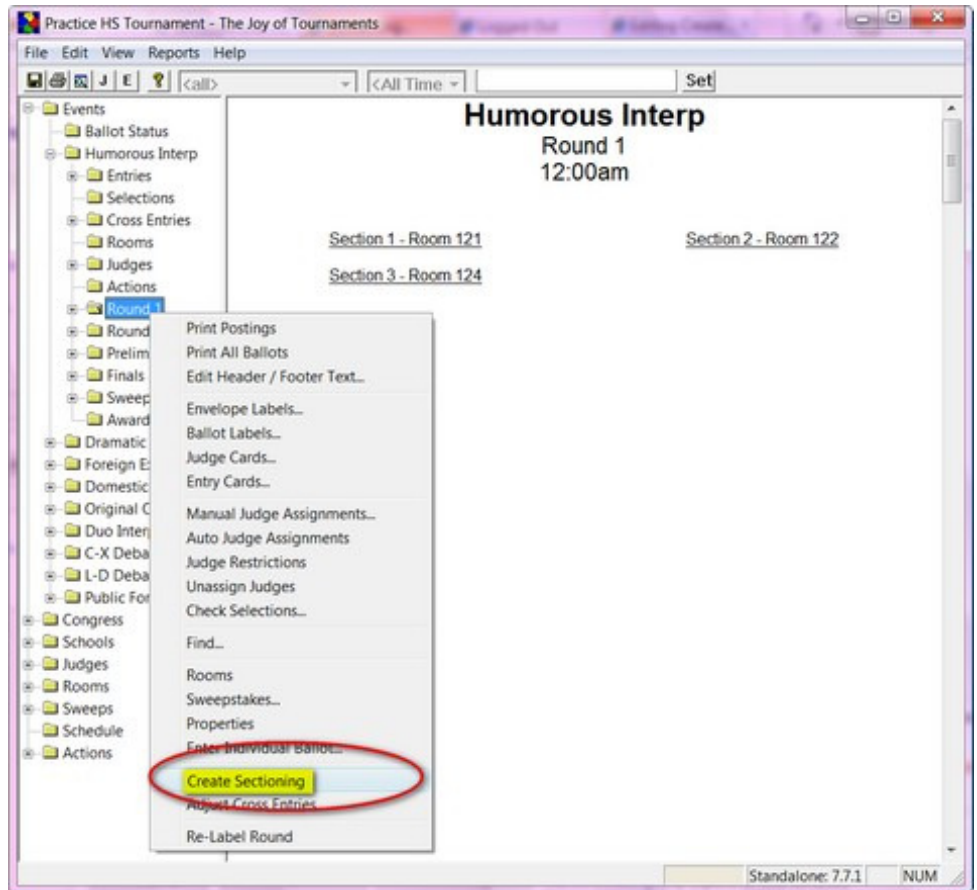 Practice HS Tournament - The Joy of Tournaments
File Edit View Reports Help
J E ? <all> <All Time Set
Events
Ballot Status
Humorous Interp
Entries
Selections
Cross Entries
Rooms
Judges
Actions
Round 1
Round
Prelim
Finals
Sweep
Award
Dramatic
Foreign E
Domestic
Original C
Duo Inter
C-X Deba
L-D Deba
Public For
Congress
Schools
Judges
Rooms
Sweeps
Schedule
Actions
Humorous Interp
Round 1
12:00am
Section 1 - Room 121 Section 2 - Room 122
Section 3 - Room 124
Print Postings
Print All Ballots
Edit Header / Footer Text...
Envelope Labels...
Ballot Labels...
Judge Cards...
Entry Cards...
Manual Judge Assignments...
Auto Judge Assignments
Judge Restrictions
Unassign Judges
Check Selections...
Find...
Rooms
Sweepstakes...
Properties
Enter Individual Ballot...
Create Sectioning
Adjust Cross Entries
Re-Label Round
Standalone: 7.7.1 NUM